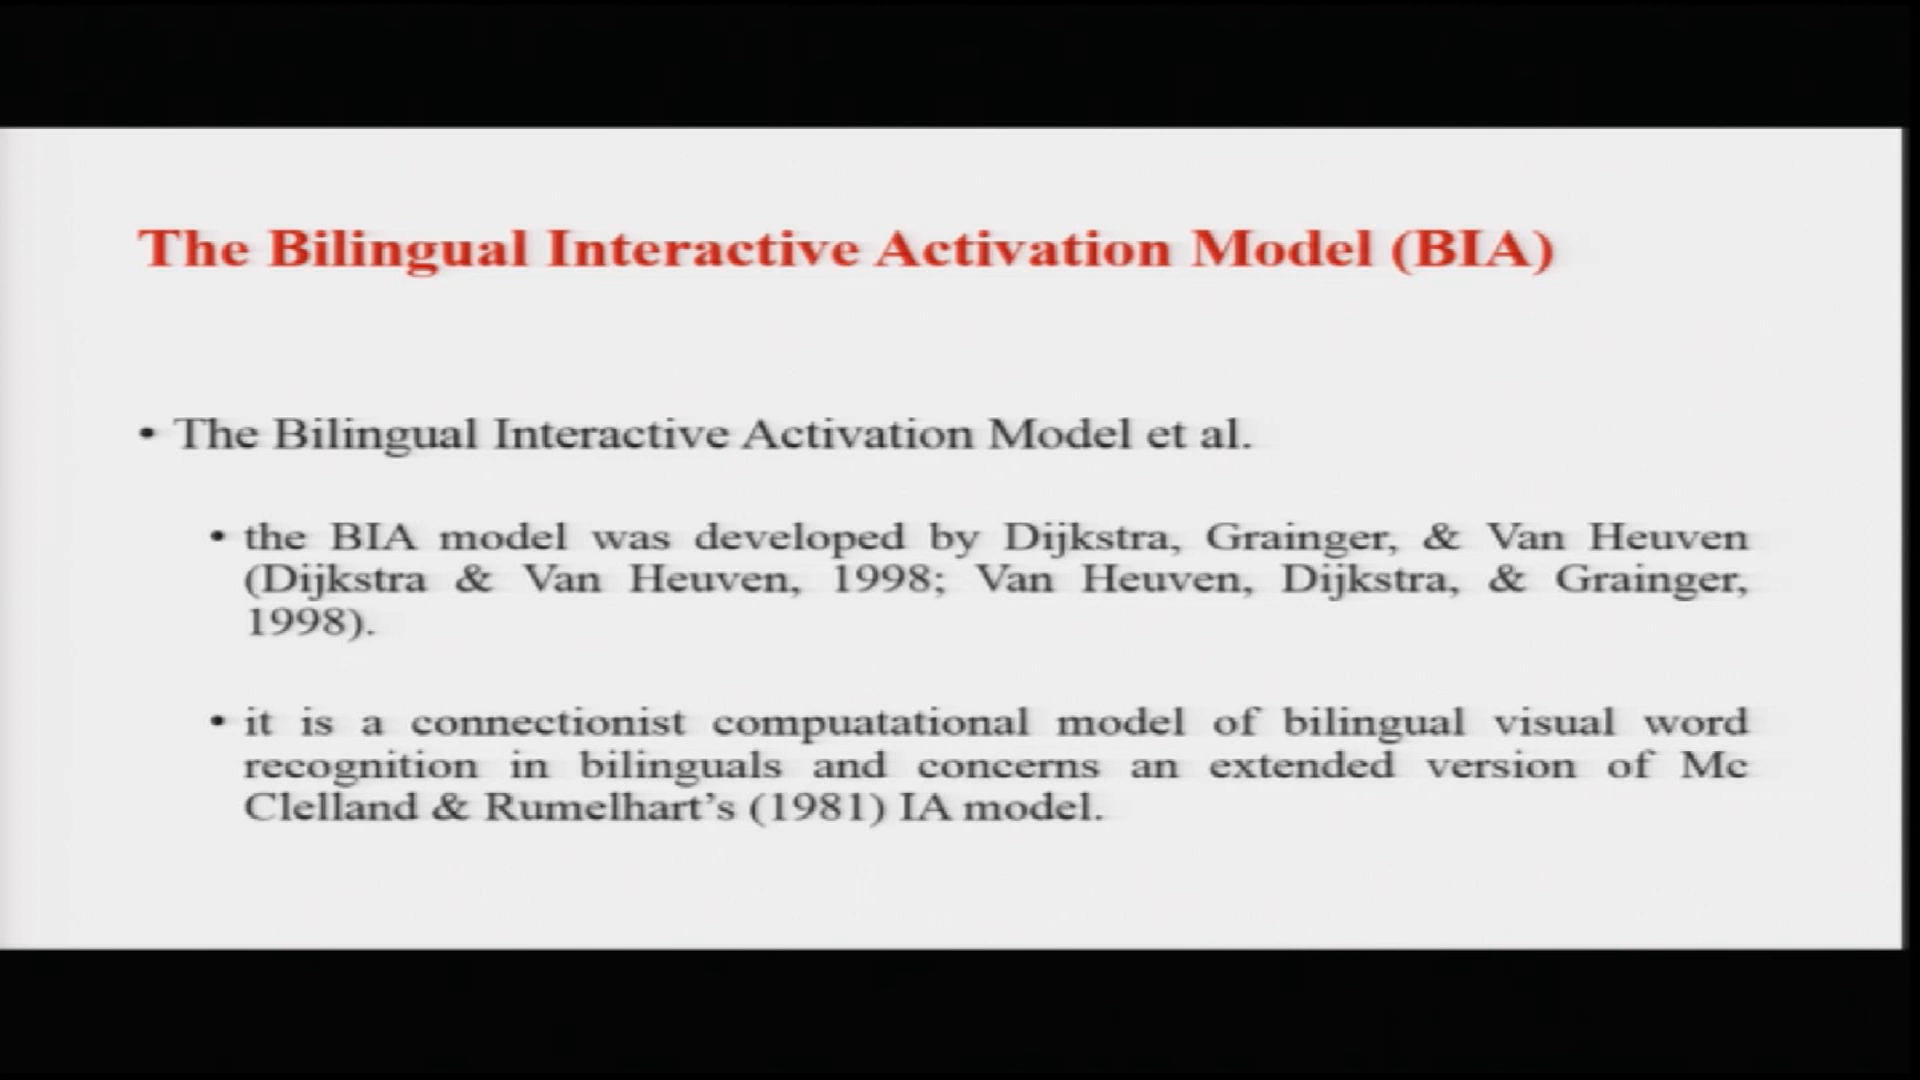 The Bilingual Interactive Activation Model (BIA)
• The Bilingual Interactive Activation Model et al.
• the BIA model was developed by Dijkstra, Grainger, & Van Heuven
(Dijkstra & Van Heuven, 1998; Van Heuven, Dijkstra, & Grainger,
1998).
• it is a connectionist compuatational model of bilingual visual word
recognition in bilinguals and concerns an extended version of Mc
Clelland & Rumelhart’s (1981) IA model.